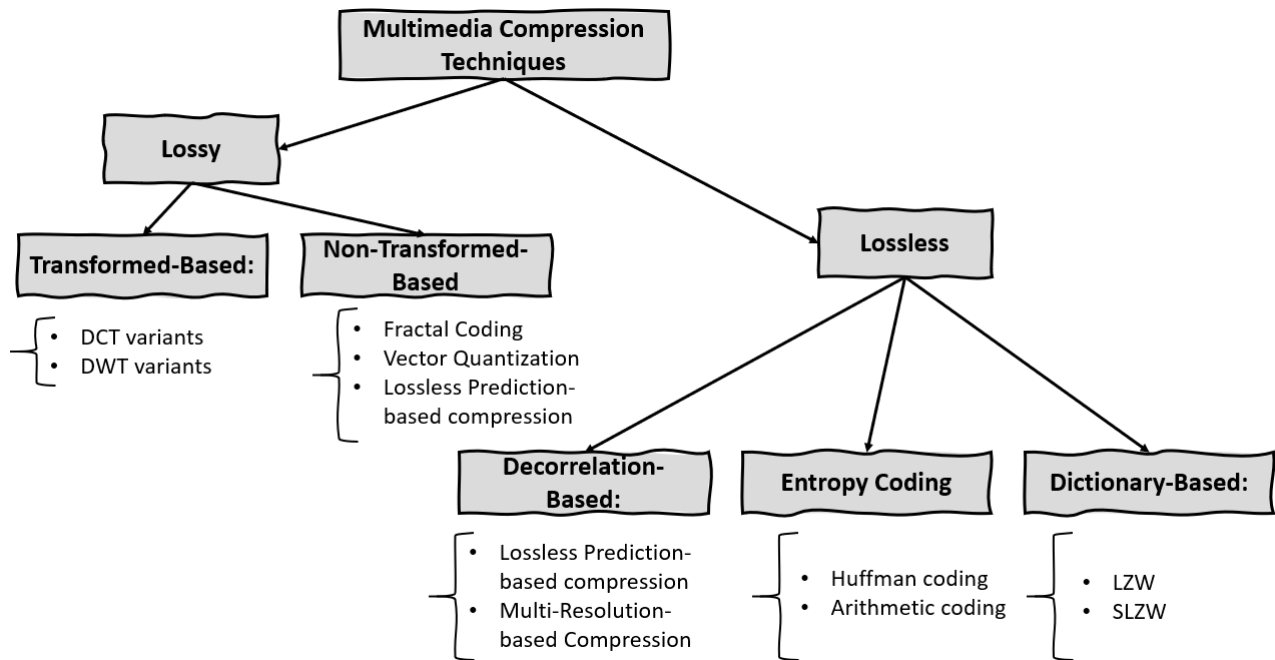 Multimedia Compression
Techniques
Lossy
Lossless
Transformed-Based:
• DCT variants
• DWT variants
Non-Transformed-
Based
• Fractal Coding
• Vector Quantization
• Lossless Prediction-
based compression
Decorrelation-
Based:
• Lossless Prediction-
based compression
• Multi-Resolution-
based Compression
Entropy Coding
• Huffman coding
• Arithmetic coding
Dictionary-Based:
• LZW
• SLZW